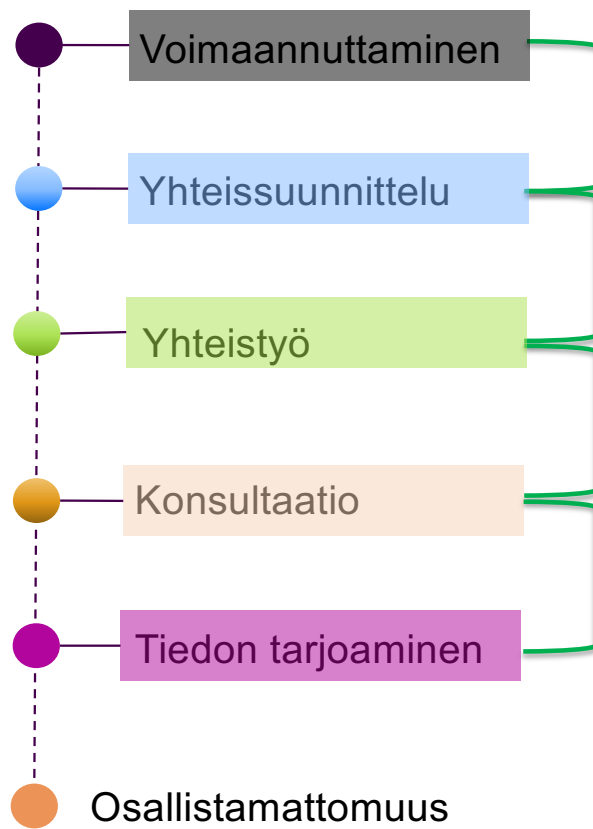 Voimaannuttaminen
Yhteissuunnittelu
Yhteistyö
Konsultaatio
Tiedon tarjoaminen
Osallistamattomuus